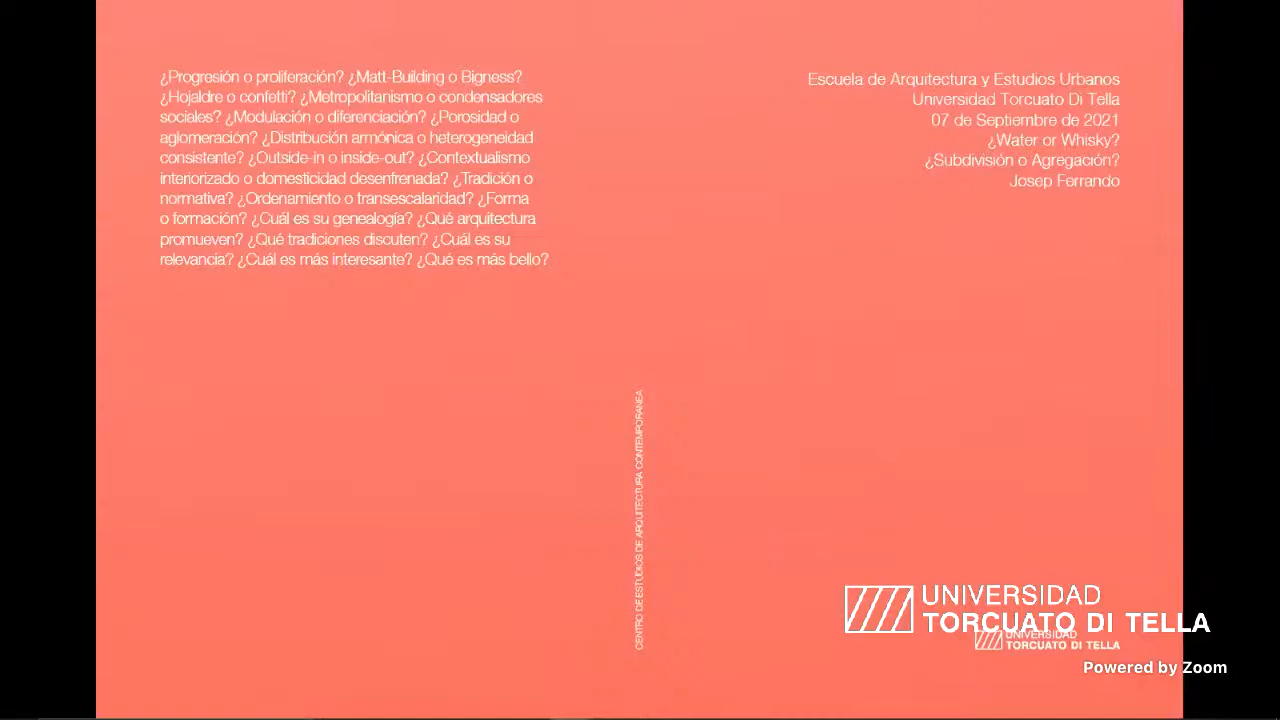 ¿Progresión o proliferación? ¿Matt-Building o Bigness?
¿Hojaldre o confetti? ¿Metropolitanismo o condensadores
sociales? ¿Modulación o diferenciación? ¿Porosidad o
aglomeración? ¿Distribución armónica o heterogeneidad
consistente? ¿Outside-in o inside-out? ¿Contextualismo
interiorizado o domesticidad desenfrenada? ¿Tradición o
normativa? ¿Ordenamiento o transescalaridad? ¿Forma
o formación? ¿Cuál es su genealogía? ¿Qué arquitectura
promueven? ¿Qué tradiciones discuten? ¿Cuál es su
relevancia? ¿Cuál es más interesante? ¿Qué es más bello?
Escuela de Arquitectura y Estudios Urbanos
Universidad Torcuato Di Tella
07 de Septiembre de 2021
¿Water or Whisky?
¿Subdivisión o Agregación?
Josep Ferrando
CENTRO DE ESTUDIOS DE ARQUITECTURA CONTEMPORANEA
UNIVERSIDAD
TORCUATO DI TELLA
UNIVERSIDAD
TORCUATO DI TELLA
Powered by Zoom